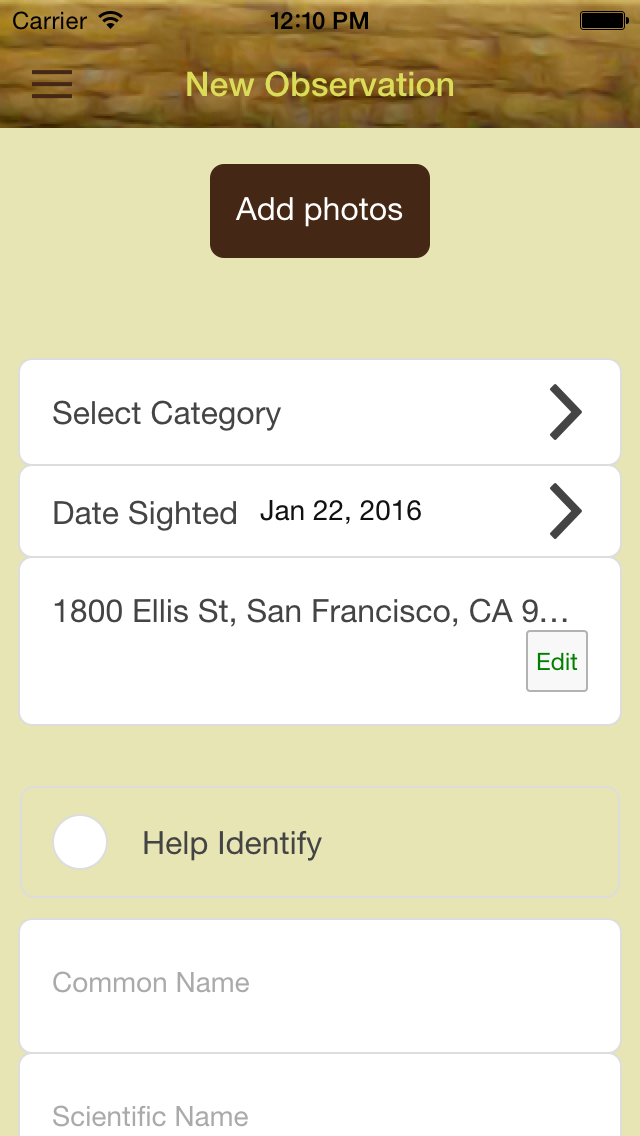 Carrier 12:10 PM
New Observation
Add photos
Select Category
Date Sighted Jan 22, 2016
1800 Ellis St, San Francisco, CA 9...
Edit
Help Identify
Common Name
Scientific Name